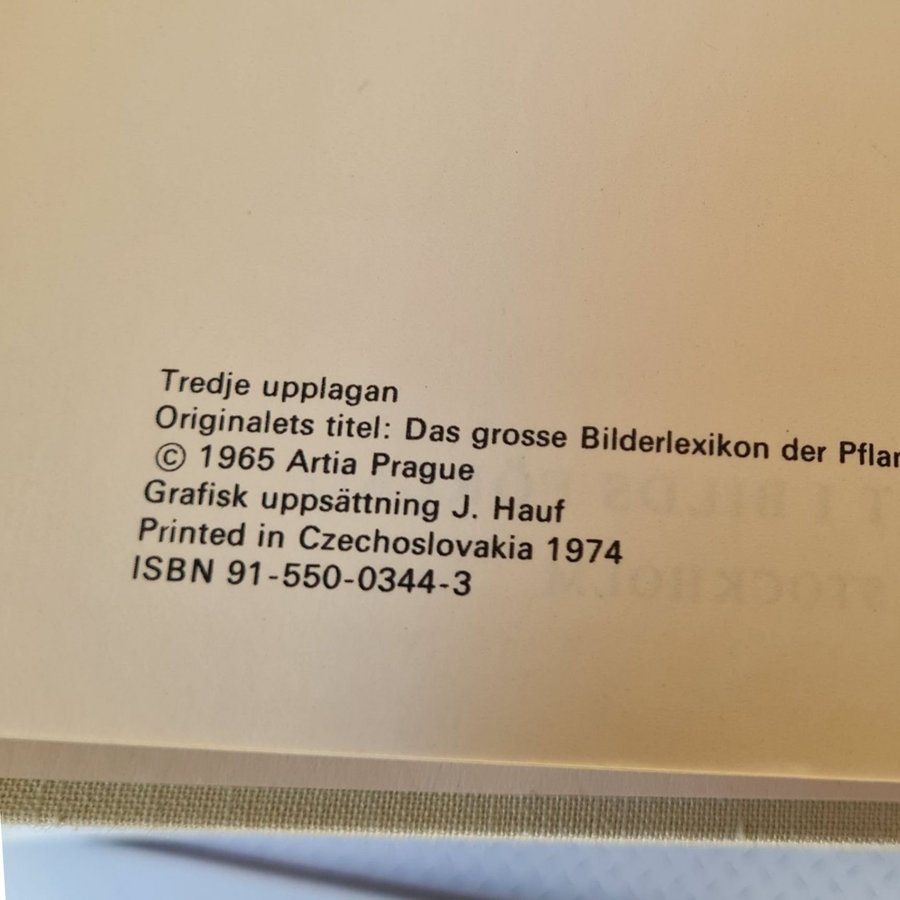 Tredje upplagan
Originalets titel: Das grosse Bilderlexikon der Pflan
© 1965 Artia Prague
Grafisk uppsättning J. Hauf
Printed in Czechoslovakia 1974
ISBN 91-550-0344-3